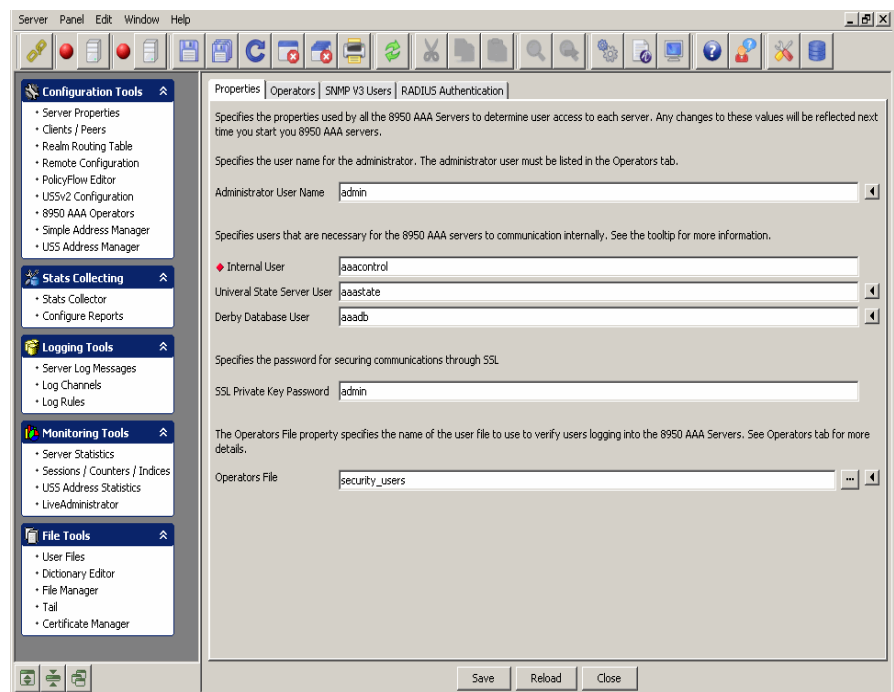 Server Panel Edit Window Help
Configuration Tools
Server Properties
Clients / Peers
Realm Routing Table
Remote Configuration
PolicyFlow Editor
USSv2 Configuration
8950 AAA Operators
Simple Address Manager
USS Address Manager
Stats Collecting
Stats Collector
Configure Reports
Logging Tools
Server Log Messages
Log Channels
Log Rules
Monitoring Tools
Server Statistics
Sessions / Counters / Indices
USS Address Statistics
LiveAdministrator
File Tools
User Files
Dictionary Editor
File Manager
Tail
Certificate Manager
Properties Operators SNMP V3 Users RADIUS Authentication
Specifies the properties used by all the 8950 AAA Servers to determine user access to each server. Any changes to these values will be reflected next
time you start you 8950 AAA servers.
Specifies the user name for the administrator. The administrator user must be listed in the Operators tab.
Administrator User Name admin
Specifies users that are necessary for the 8950 AAA servers to communication internally. See the tooltip for more information.
Internal User aaacontrol
Univeral State Server User aaastate
Derby Database User aaadb
Specifies the password for securing communications through SSL
SSL Private Key Password admin
The Operators File property specifies the name of the user file to use to verify users logging into the 8950 AAA Servers. See Operators tab for more
details.
Operators File security_users ...
Save Reload Close